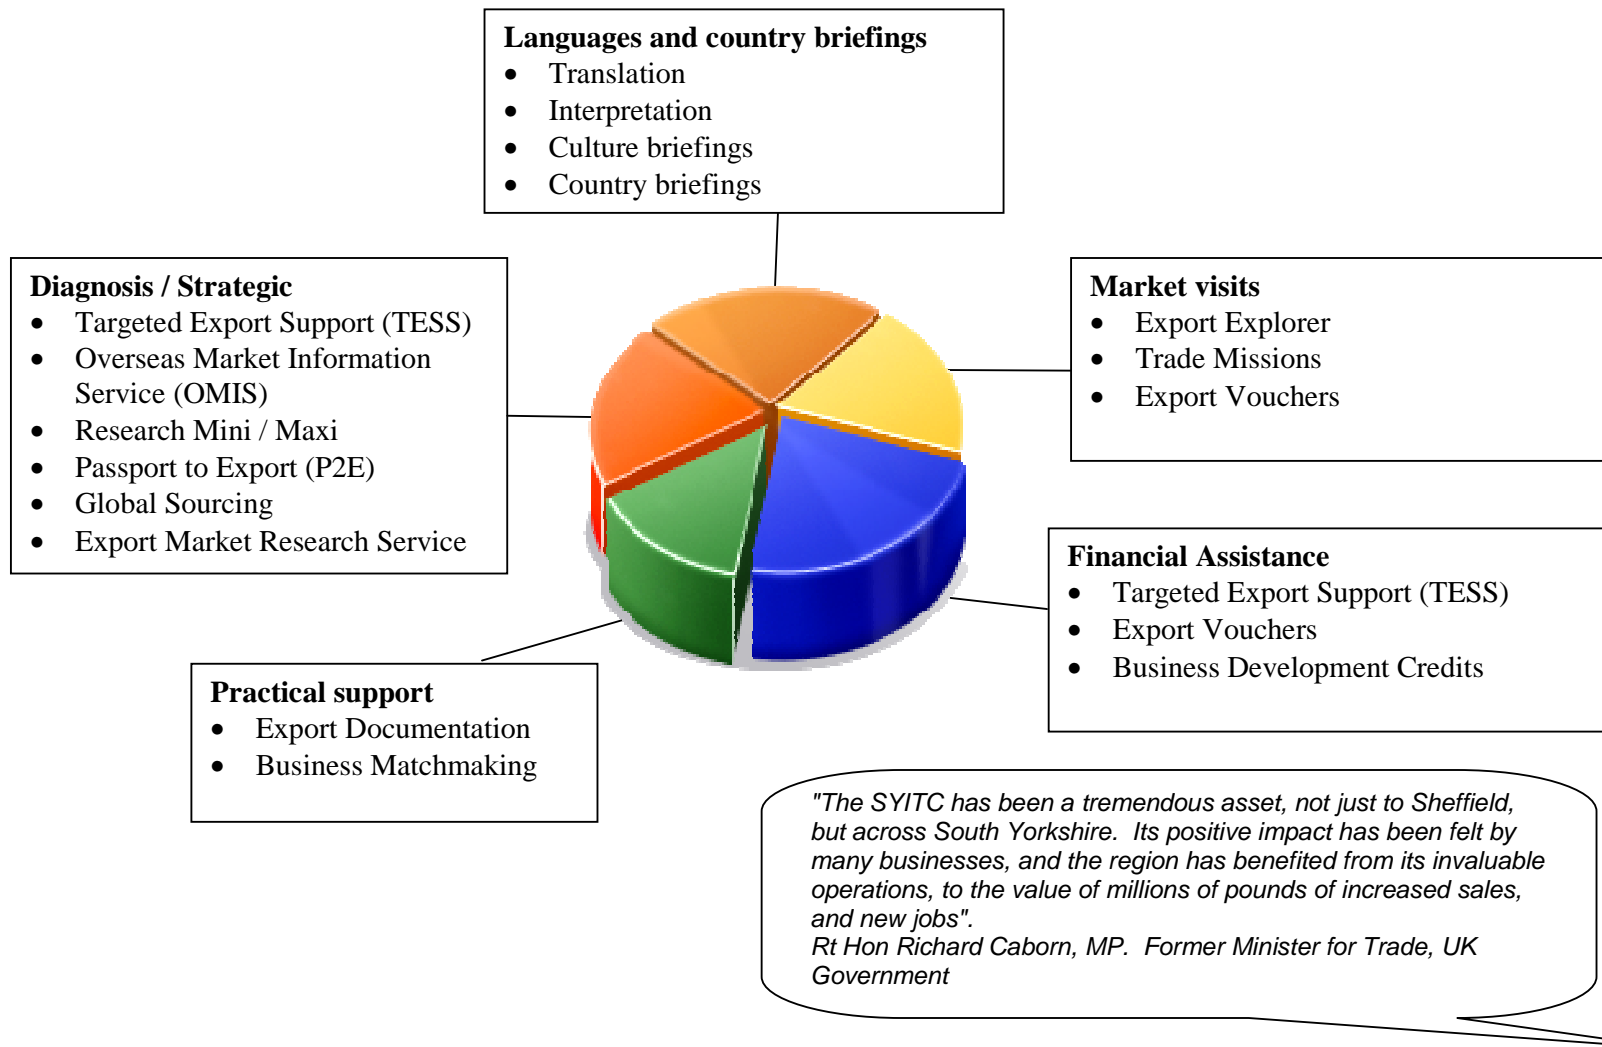 Languages and country briefings
• Translation
• Interpretation
• Culture briefings
• Country briefings
Diagnosis / Strategic
• Targeted Export Support (TESS)
• Overseas Market Information
Service (OMIS)
• Research Mini / Maxi
• Passport to Export (P2E)
• Global Sourcing
• Export Market Research Service
Market visits
• Export Explorer
• Trade Missions
• Export Vouchers
Financial Assistance
• Targeted Export Support (TESS)
• Export Vouchers
• Business Development Credits
Practical support
• Export Documentation
• Business Matchmaking
"The SYITC has been a tremendous asset, not just to Sheffield,
but across South Yorkshire.  Its positive impact has been felt by
many businesses, and the region has benefited from its invaluable
operations, to the value of millions of pounds of increased sales,
and new jobs".
Rt Hon Richard Caborn, MP.  Former Minister for Trade, UK
Government